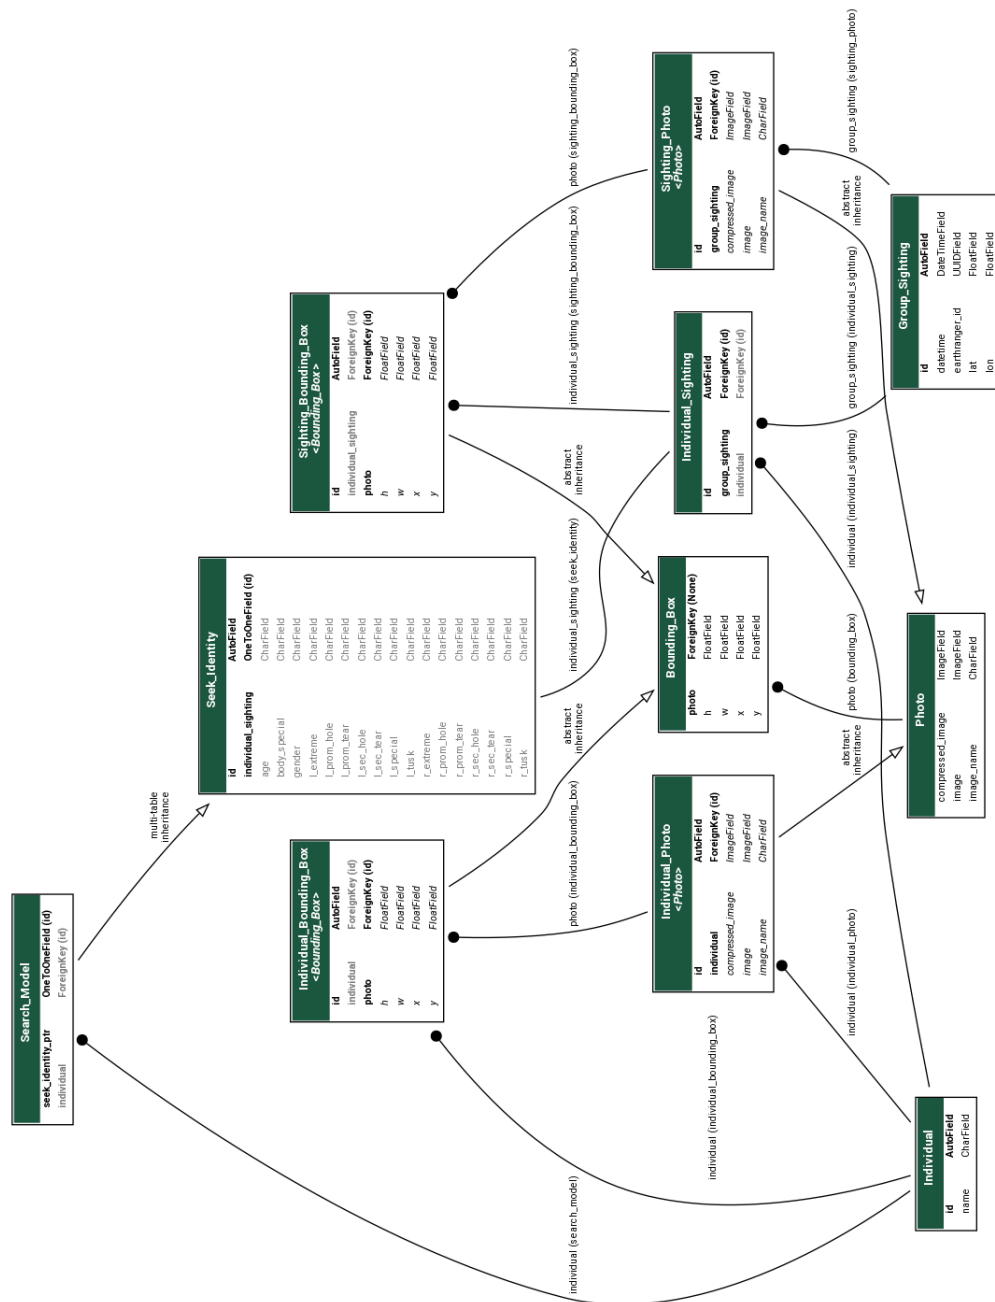 Search_Model
seek_identity_ptr OneToOneField (id)
individual ForeignKey (id)
multi-table
inheritance
individual (search_model)
Seek_Identity
id AutoField
individual_sighting OneToOneField (id)
age CharField
body_special CharField
gender CharField
l_extreme CharField
l_prom_hole CharField
l_prom_tear CharField
l_sec_hole CharField
l_sec_tear CharField
l_special CharField
l_tusk CharField
r_extreme CharField
r_prom_hole CharField
r_prom_tear CharField
r_sec_hole CharField
r_sec_tear CharField
r_special CharField
r_tusk CharField
Individual_Bounding_Box
<Bounding_Box>
id AutoField
individual ForeignKey (id)
photo ForeignKey (id)
h FloatField
w FloatField
x FloatField
y FloatField
Sighting_Bounding_Box
<Bounding_Box>
id AutoField
individual_sighting ForeignKey (id)
photo ForeignKey (id)
h FloatField
w FloatField
x FloatField
y FloatField
abstract
inheritance
photo (individual_bounding_box)
individual (individual_bounding_box)
abstract
inheritance
individual_sighting (seek_identity)
individual_sighting (sighting_bounding_box)
photo (sighting_bounding_box)
Individual_Photo
<Photo>
id AutoField
individual ForeignKey (id)
compressed_image ImageField
image ImageField
image_name CharField
Bounding_Box
photo ForeignKey (None)
h FloatField
w FloatField
x FloatField
y FloatField
Individual_Sighting
id AutoField
group_sighting ForeignKey (id)
individual ForeignKey (id)
Sighting_Photo
<Photo>
id AutoField
group_sighting ForeignKey (id)
compressed_image ImageField
image ImageField
image_name CharField
individual (individual_photo)
abstract
inheritance
photo (bounding_box)
individual (individual_sighting)
group_sighting (individual_sighting)
abstract
inheritance
group_sighting (sighting_photo)
Individual
id AutoField
name CharField
Photo
compressed_image ImageField
image ImageField
image_name CharField
Group_Sighting
id AutoField
datetime DateTimeField
earthranger_id UUIDField
lat FloatField
lon FloatField